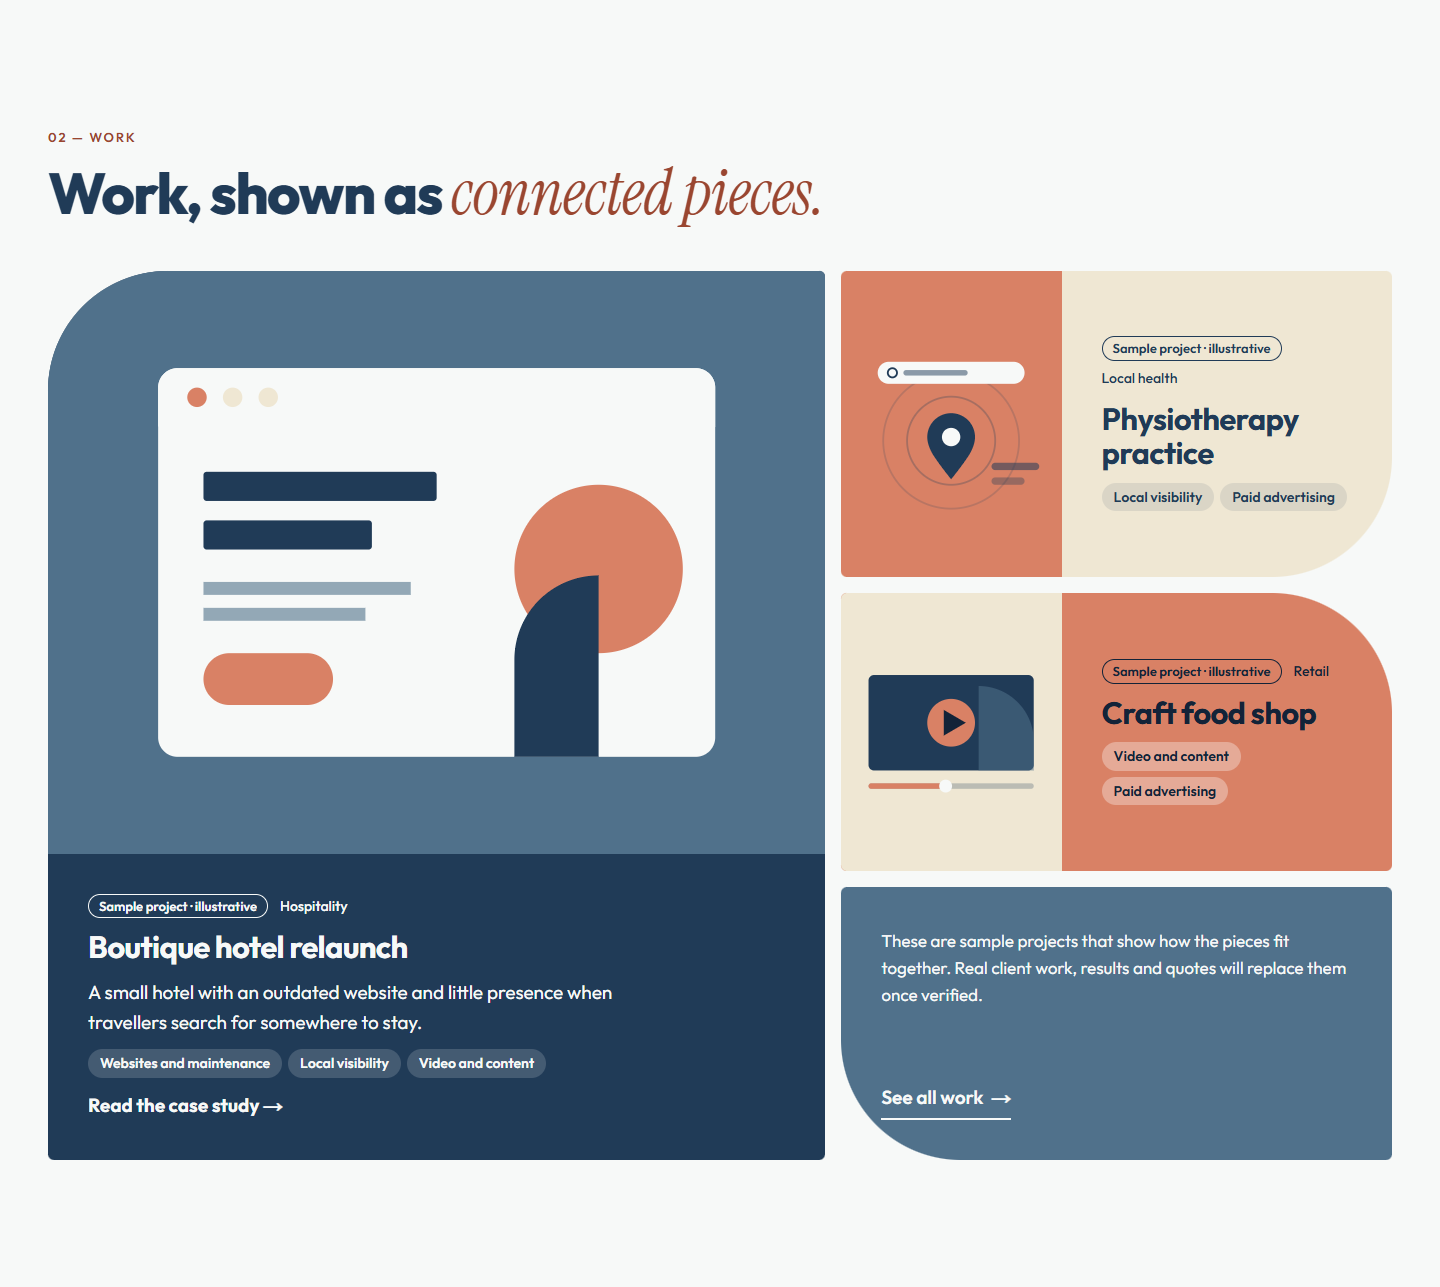 02 — WORK
Work, shown as connected pieces.
Sample project · illustrative
Hospitality
Boutique hotel relaunch
A small hotel with an outdated website and little presence when
travellers search for somewhere to stay.
Websites and maintenance
Local visibility
Video and content
Read the case study →
Sample project · illustrative
Local health
Physiotherapy
practice
Local visibility
Paid advertising
Sample project · illustrative
Retail
Craft food shop
Video and content
Paid advertising
These are sample projects that show how the pieces fit
together. Real client work, results and quotes will replace them
once verified.
See all work →